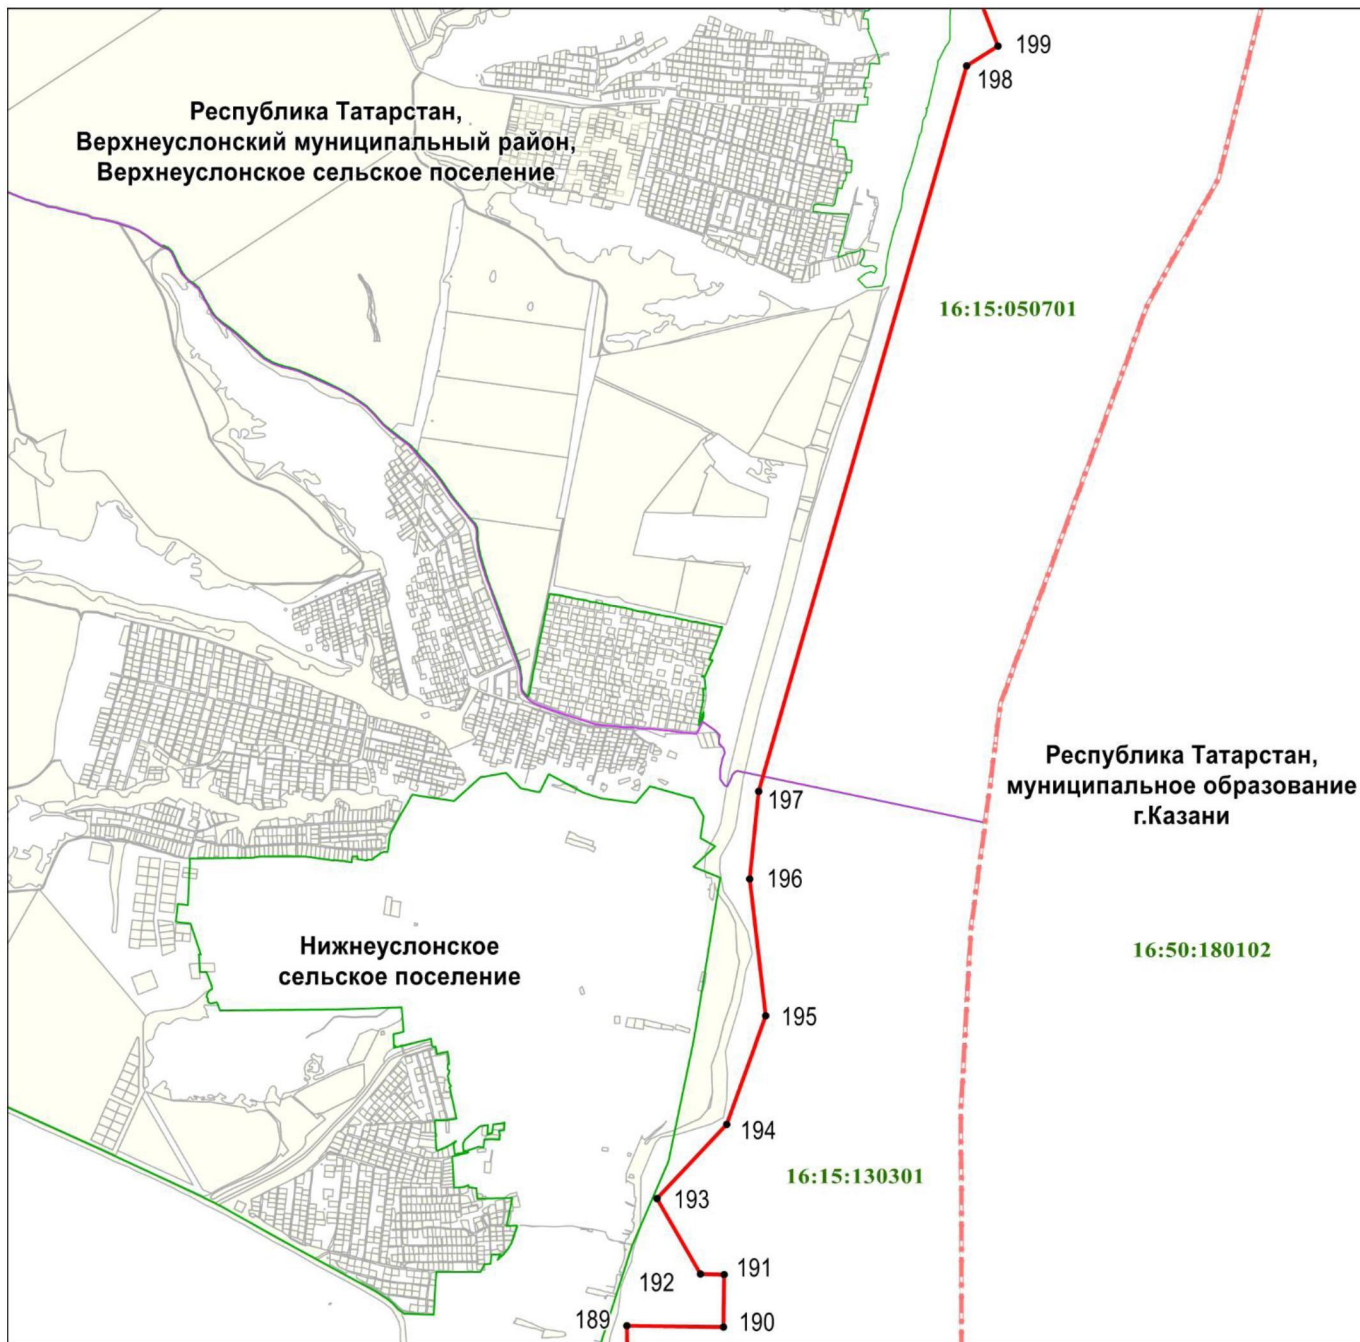 199
198
Республика Татарстан,
Верхнеуслонский муниципальный район,
Верхнеуслонское сельское поселение
16:15:050701
Республика Татарстан,
муниципальное образование
г.Казани
197
196
Нижнеуслонское
сельское поселение
16:50:180102
195
194
16:15:130301
193
192
191
189
190